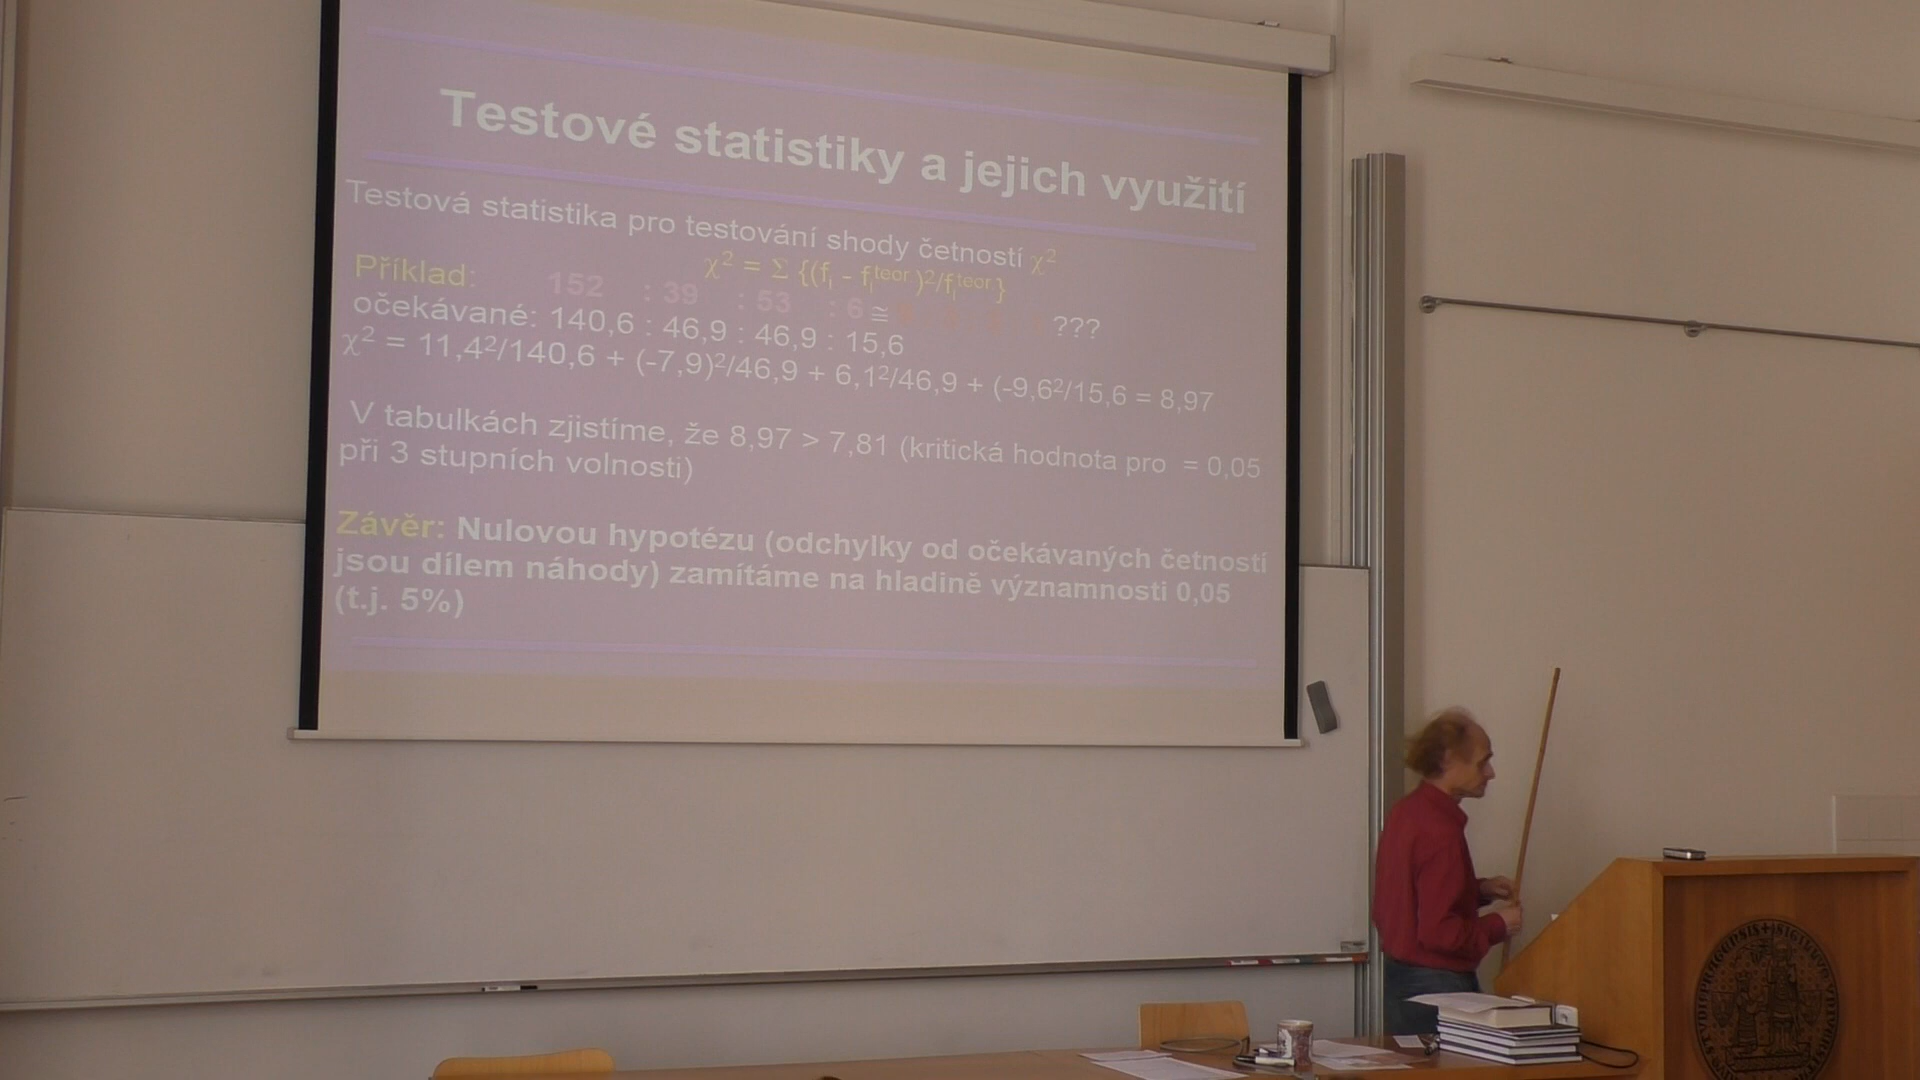 Testové statistiky a jejich využití
Testová statistika pro testování shody četností χ²
χ² = Σ {(fᵢ - fᵢᵗᵉᵒʳ)²/fᵢᵗᵉᵒʳ}
Příklad: 152 : 39 : 53 : 6 ≅ ???
očekávané: 140,6 : 46,9 : 46,9 : 15,6
χ² = 11,4²/140,6 + (-7,9)²/46,9 + 6,1²/46,9 + (-9,6²/15,6 = 8,97
V tabulkách zjistíme, že 8,97 > 7,81 (kritická hodnota pro = 0,05
při 3 stupních volnosti)
Závěr: Nulovou hypotézu (odchylky od očekávaných četností
jsou dílem náhody) zamítáme na hladině významnosti 0,05
(t.j. 5%)